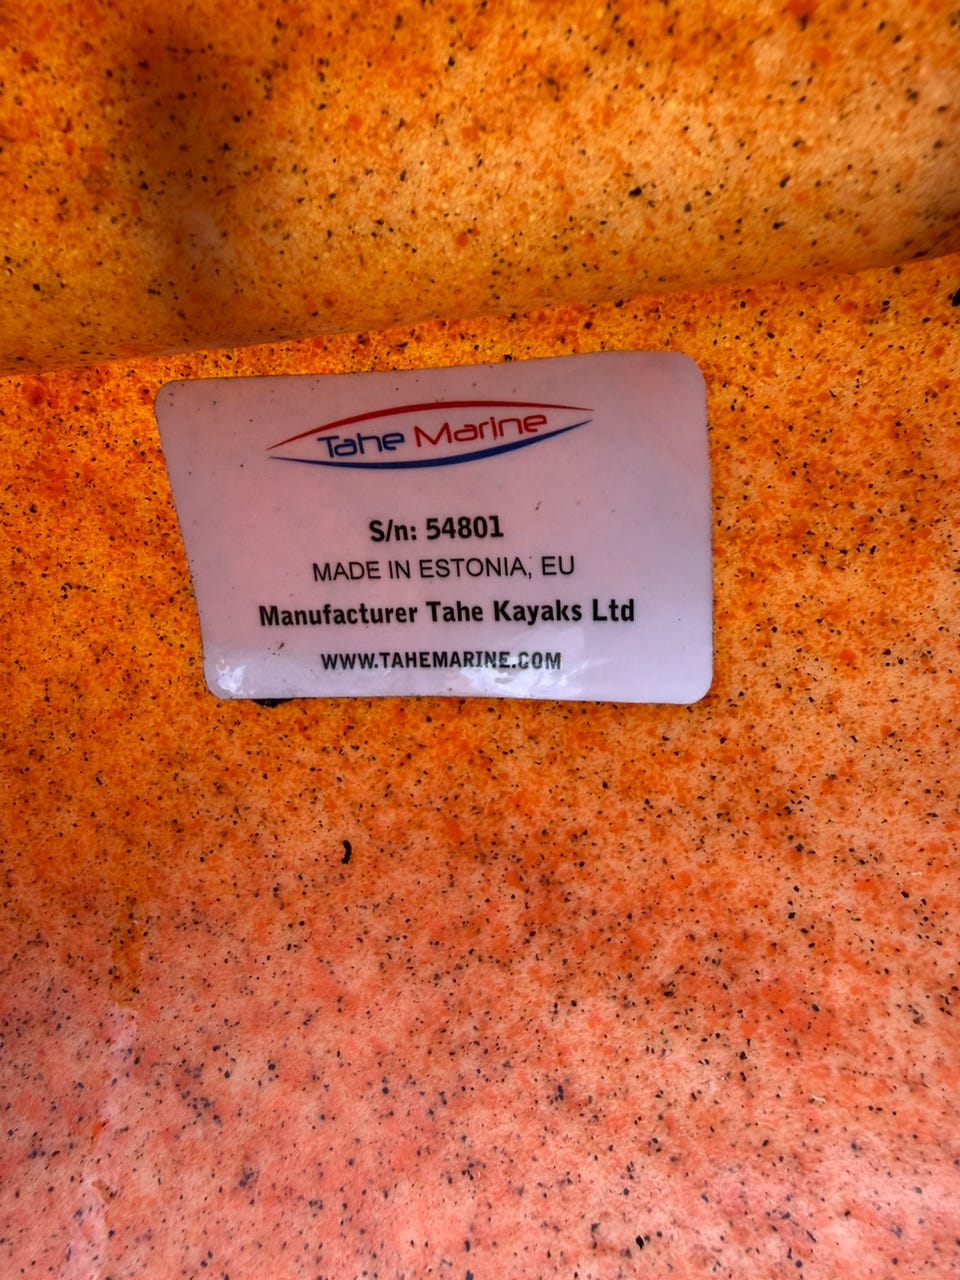 Tahe Marine
S/n: 54801
MADE IN ESTONIA, EU
Manufacturer Tahe Kayaks Ltd
WWW.TAHEMARINE.COM